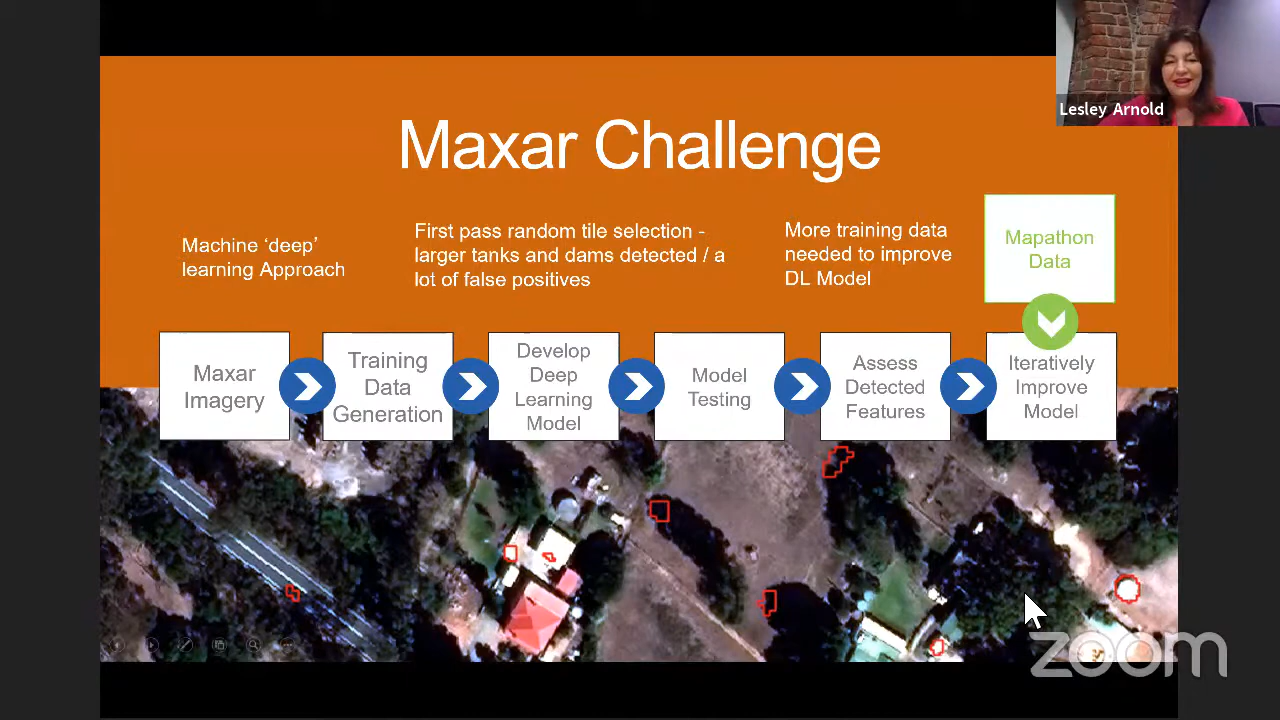 Lesley Arnold
Maxar Challenge
Machine ‘deep’
learning Approach
First pass random tile selection -
larger tanks and dams detected / a
lot of false positives
More training data
needed to improve
DL Model
Mapathon
Data
Maxar
Imagery
Training
Data
Generation
Develop
Deep
Learning
Model
Model
Testing
Assess
Detected
Features
Iteratively
Improve
Model
zoom